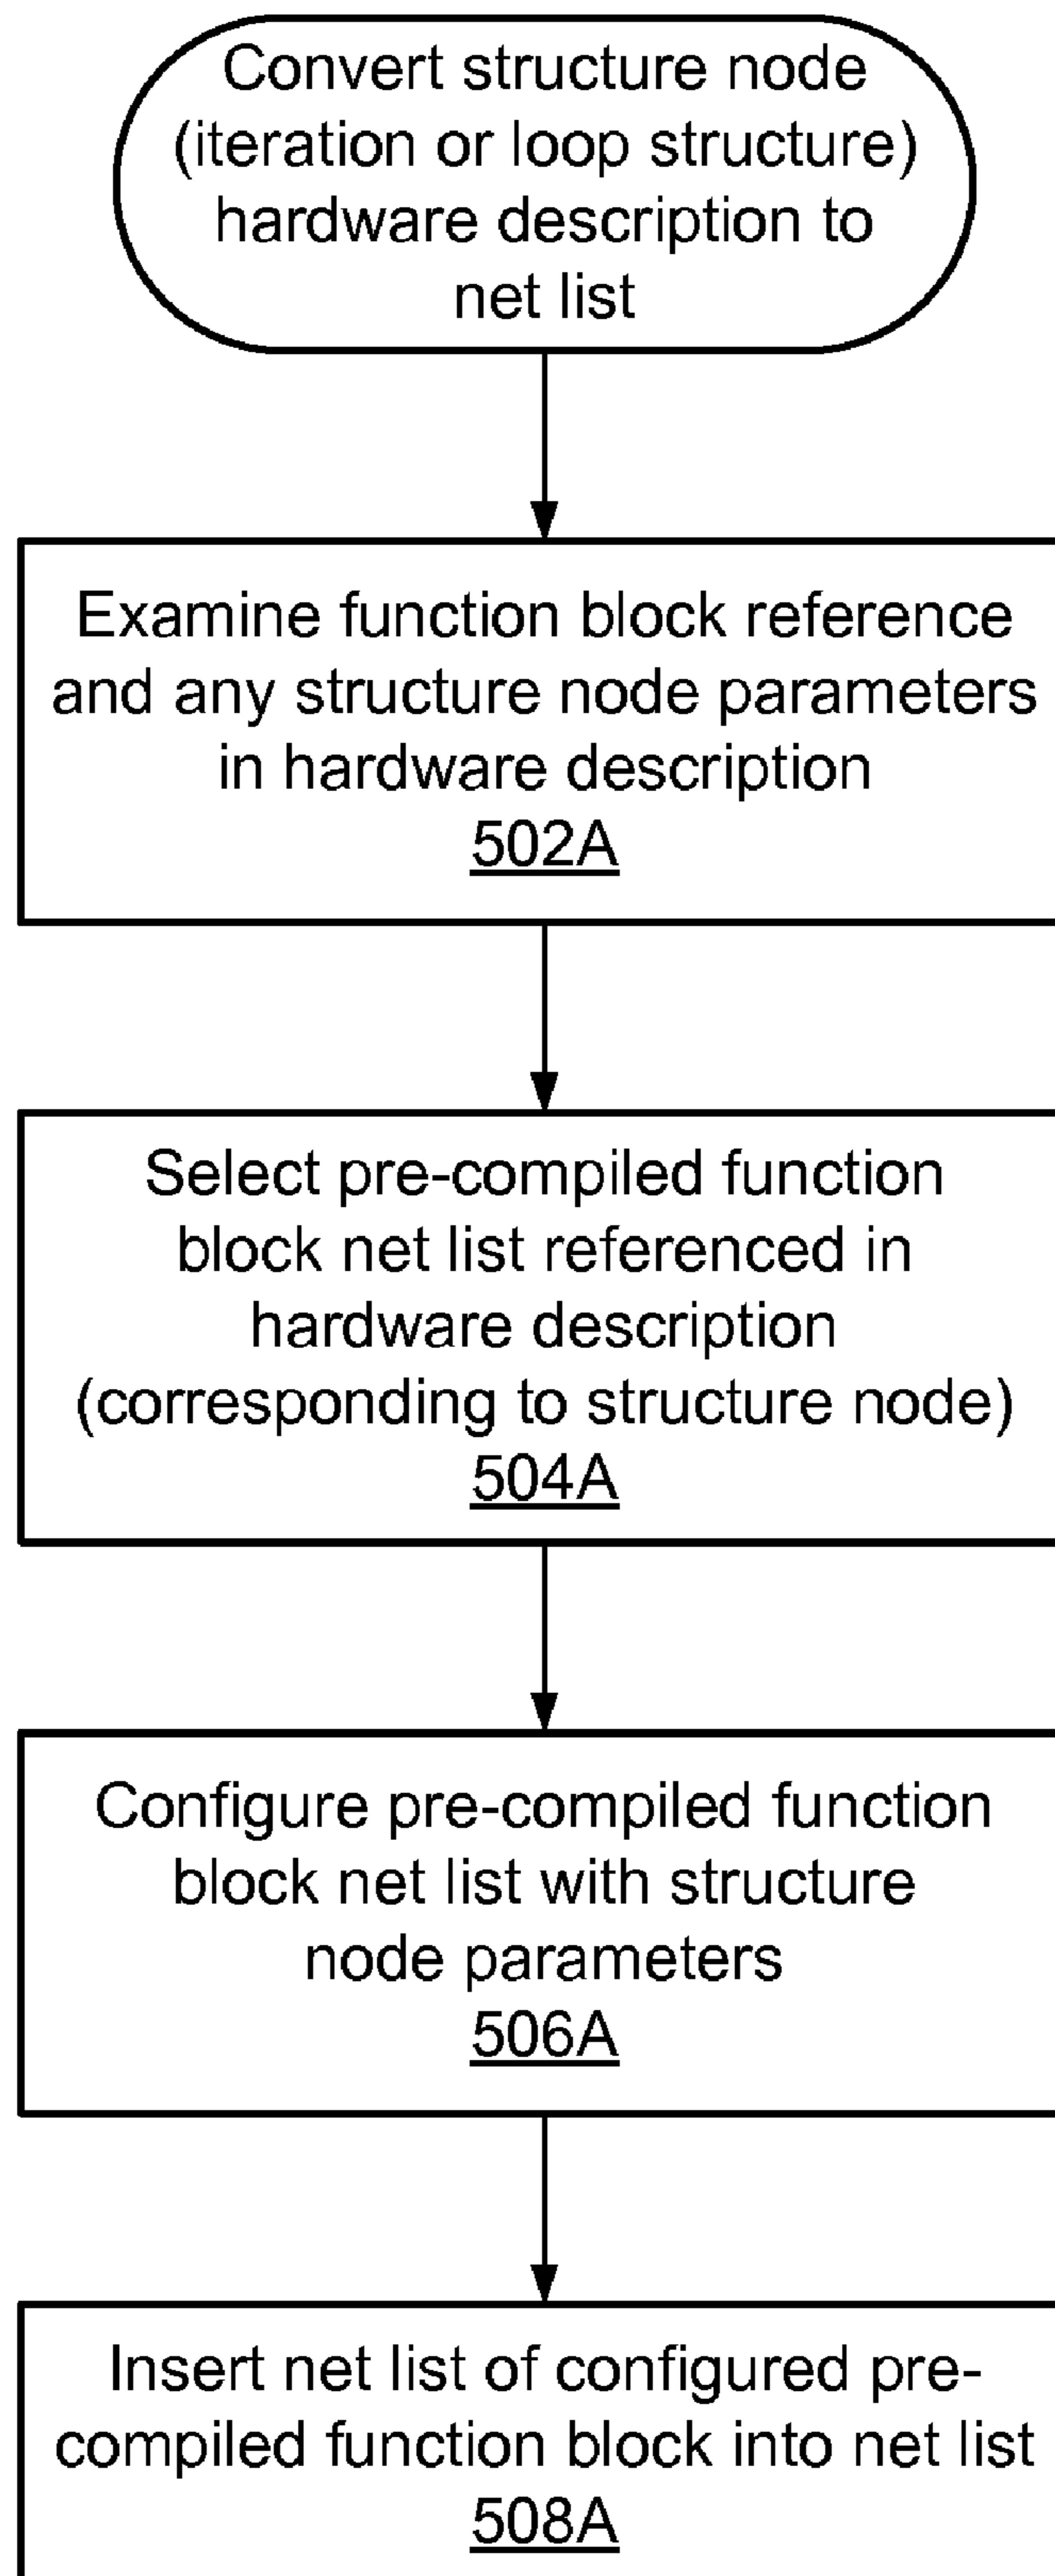 Convert structure node
(iteration or loop structure)
hardware description to
net list
Examine function block reference
and any structure node parameters
in hardware description
502A
Select pre-compiled function
block net list referenced in
hardware description
(corresponding to structure node)
504A
Configure pre-compiled function
block net list with structure
node parameters
506A
Insert net list of configured pre-
compiled function block into net list
508A